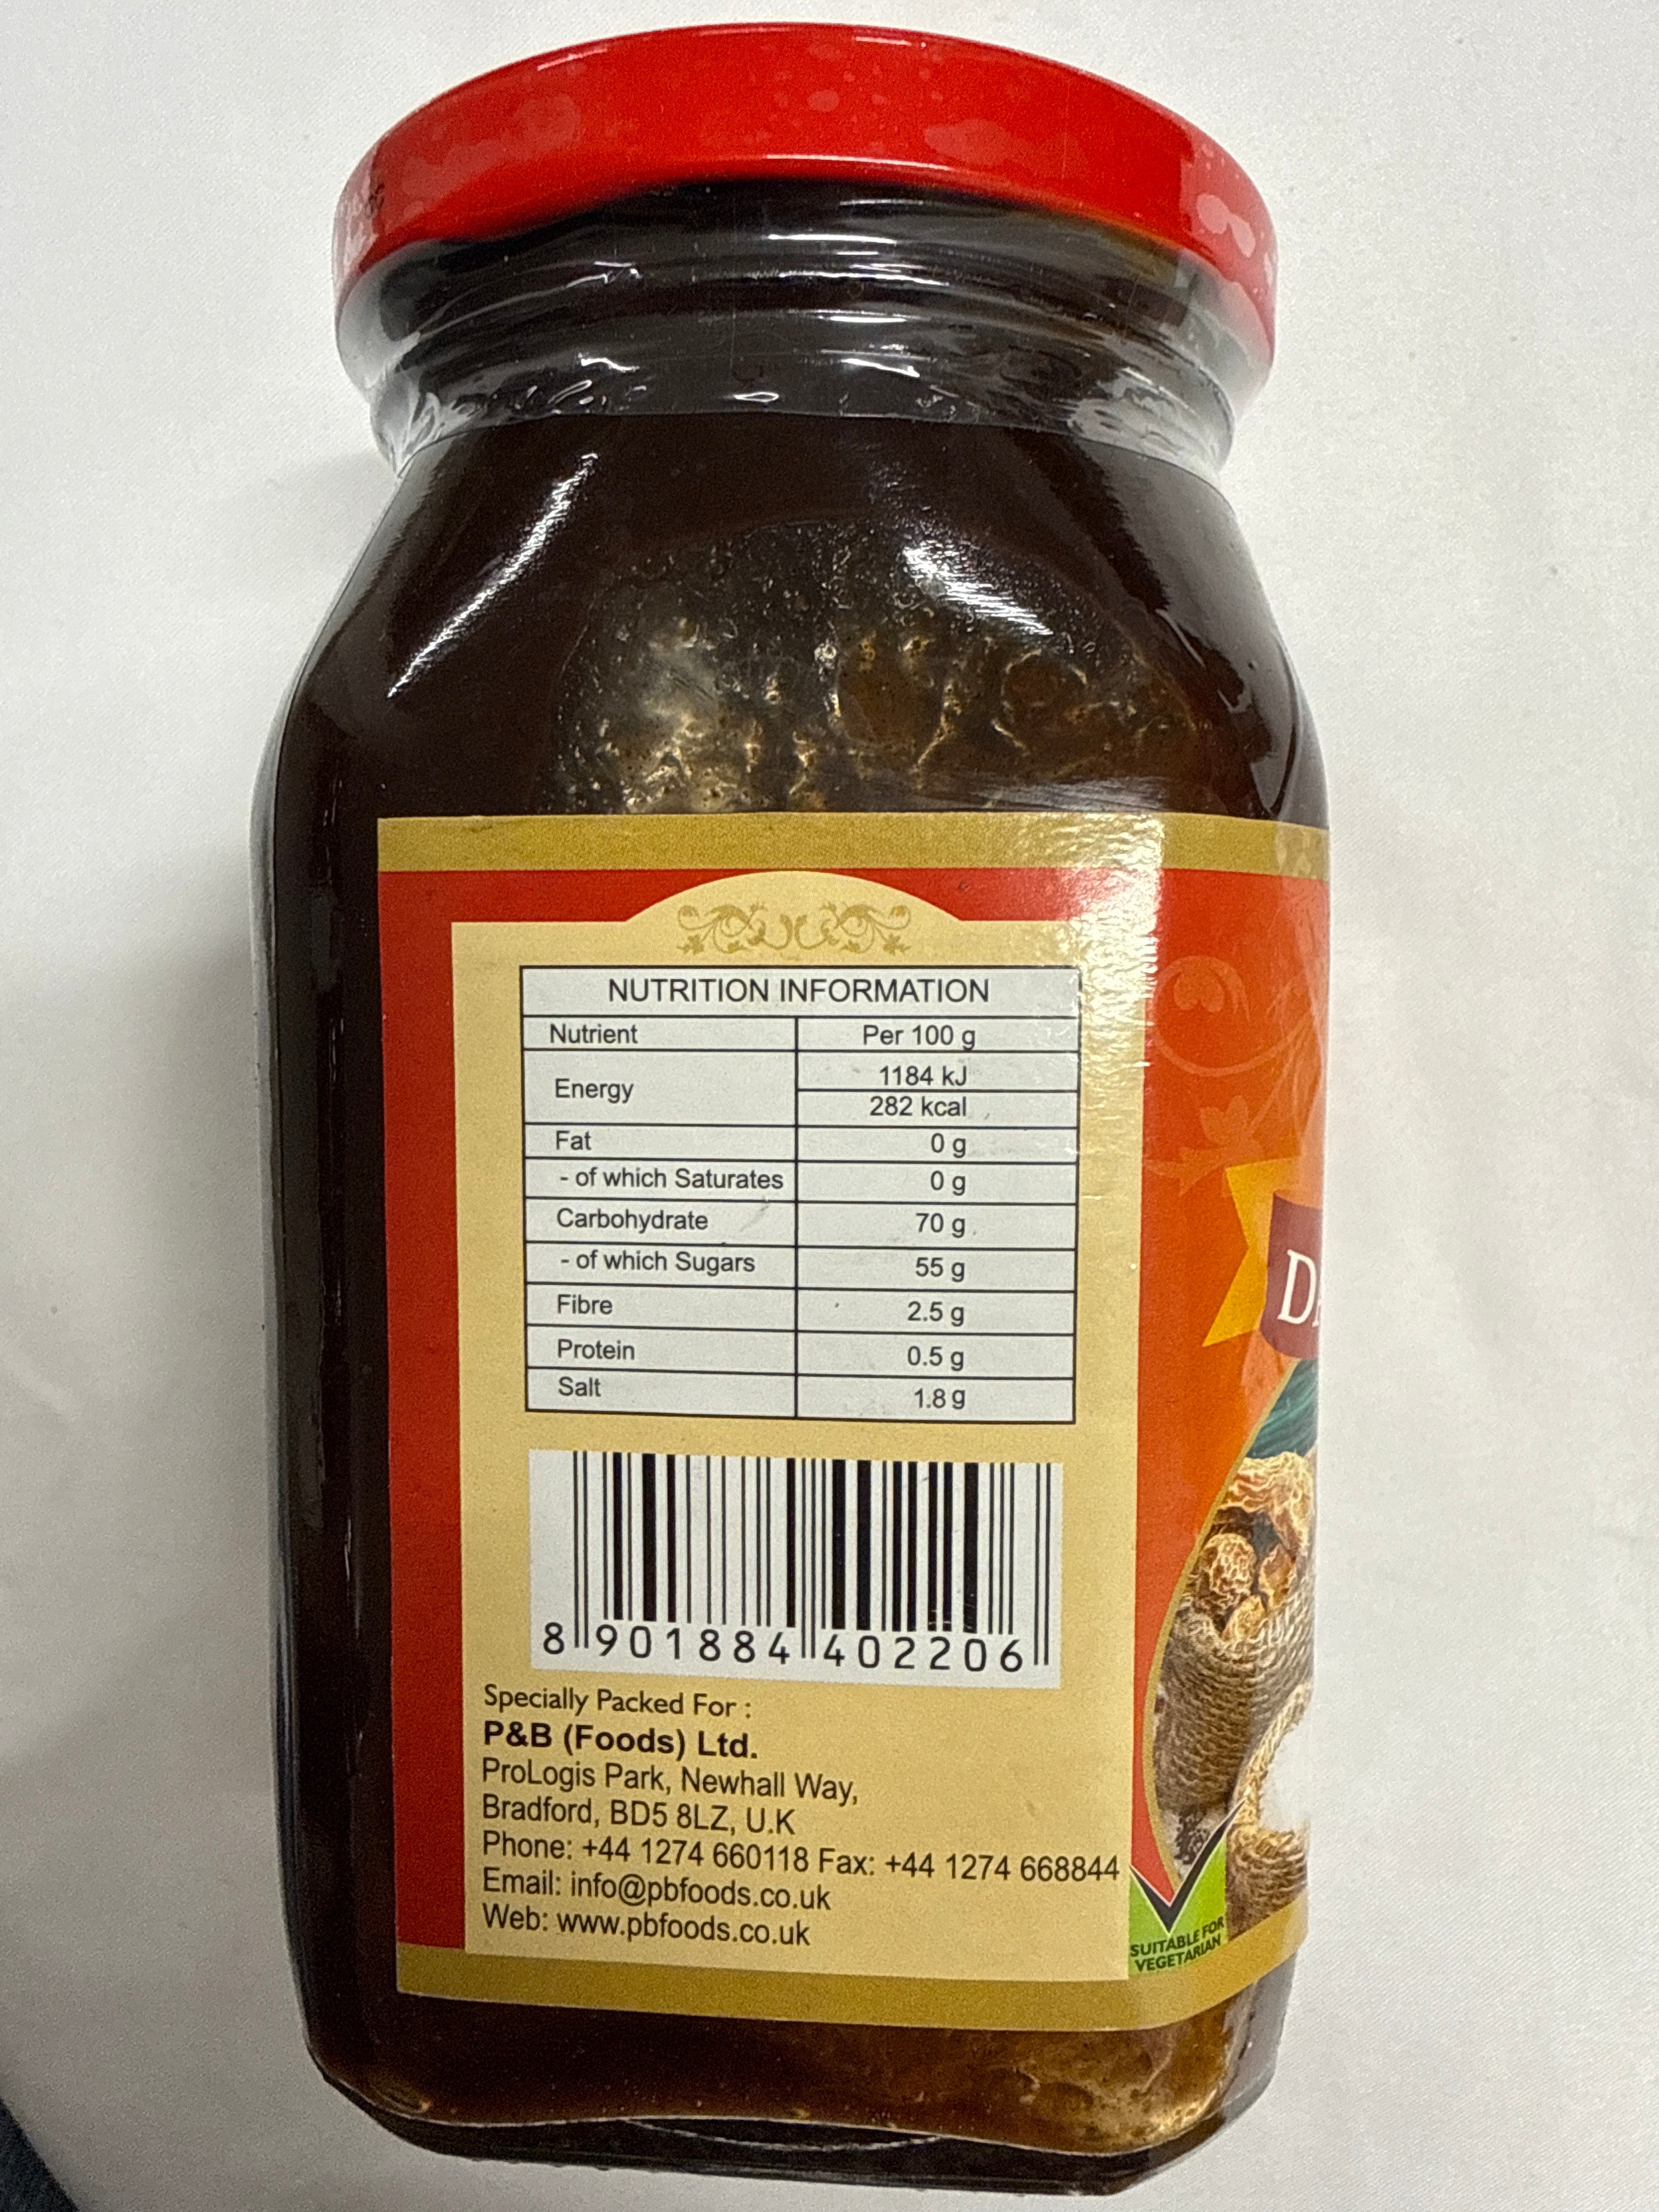 NUTRITION INFORMATION
Nutrient Per 100 g
Energy 1184 kJ
282 kcal
Fat 0 g
- of which Saturates 0 g
Carbohydrate 70 g
- of which Sugars 55 g
Fibre 2.5 g
Protein 0.5 g
Salt 1.8 g
8 901884 402206
Specially Packed For :
P&B (Foods) Ltd.
ProLogis Park, Newhall Way,
Bradford, BD5 8LZ, U.K
Phone: +44 1274 660118 Fax: +44 1274 668844
Email: info@pbfoods.co.uk
Web: www.pbfoods.co.uk
SUITABLE FOR
VEGETARIAN